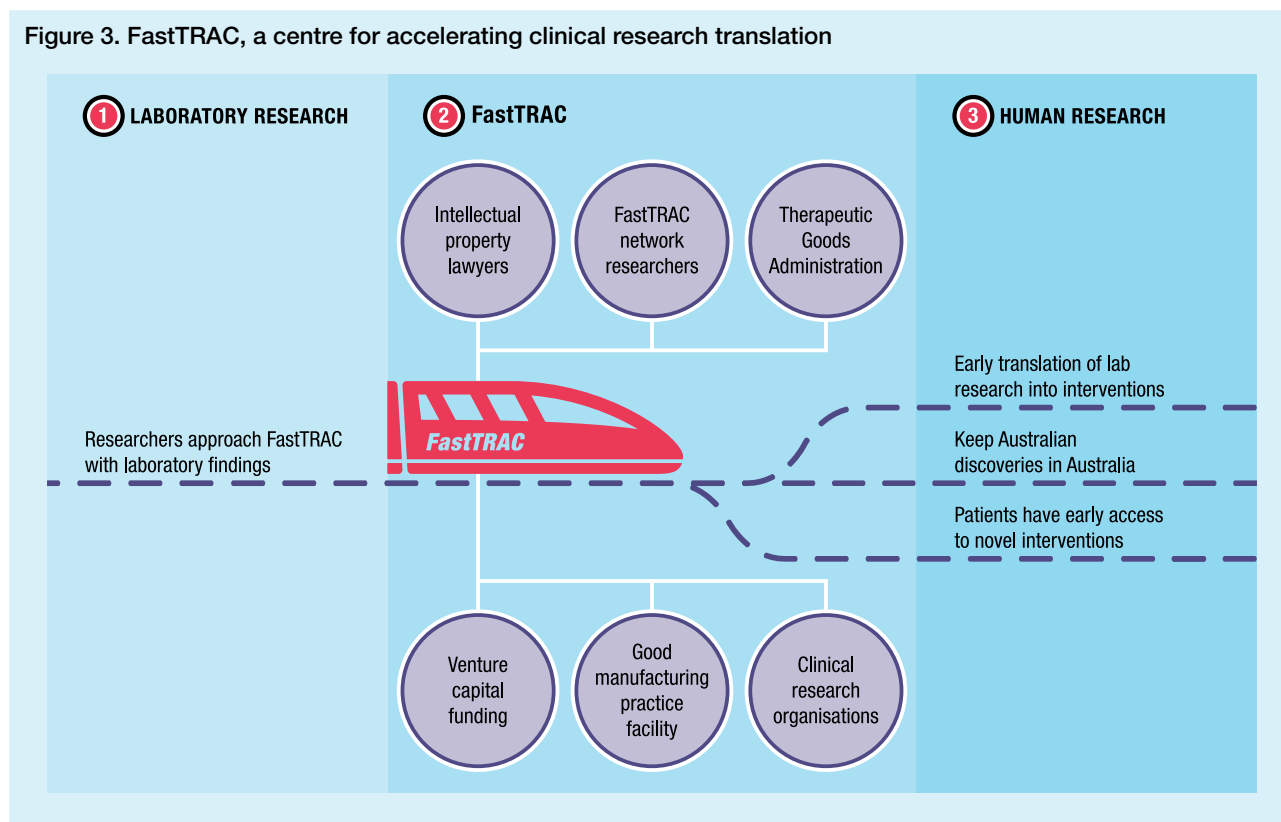 Figure 3. FastTRAC, a centre for accelerating clinical research translation
1 LABORATORY RESEARCH
Researchers approach FastTRAC
with laboratory findings
2 FastTRAC
Intellectual
property
lawyers
FastTRAC
network
researchers
Therapeutic
Goods
Administration
FastTRAC
Venture
capital
funding
Good
manufacturing
practice
facility
Clinical
research
organisations
3 HUMAN RESEARCH
Early translation of lab
research into interventions
Keep Australian
discoveries in Australia
Patients have early access
to novel interventions